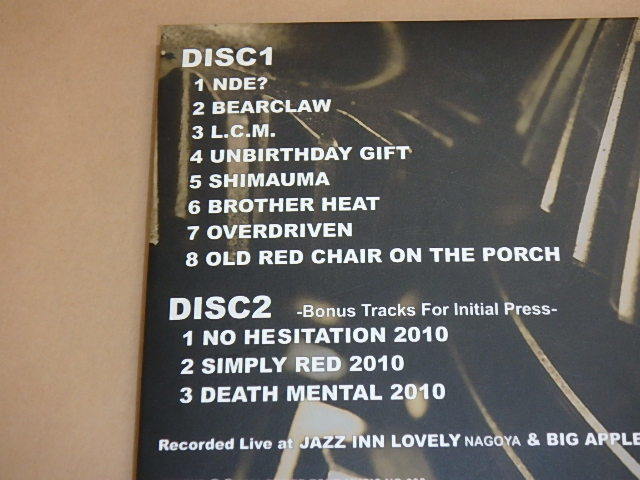 DISC1
1 NDE?
2 BEARCLAW
3 L.C.M.
4 UNBIRTHDAY GIFT
5 SHIMAUMA
6 BROTHER HEAT
7 OVERDRIVEN
8 OLD RED CHAIR ON THE PORCH
DISC2 -Bonus Tracks For Initial Press-
1 NO HESITATION 2010
2 SIMPLY RED 2010
3 DEATH MENTAL 2010
Recorded Live at JAZZ INN LOVELY NAGOYA & BIG APPLE